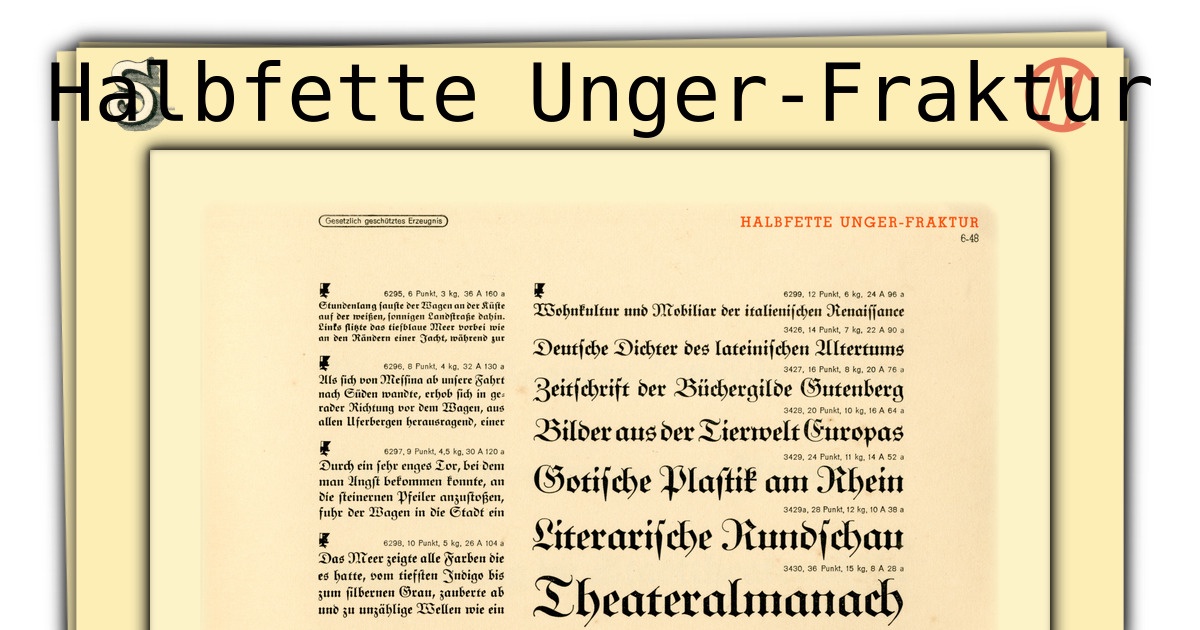 Halbfette Unger-Fraktur
Gesetzlich geschütztes Erzeugnis
HALBFETTE UNGER-FRAKTUR
6-48
6295, 6 Punkt, 3 kg, 36 A 160 a
Stundenlang ſauſte der Wagen an der Küſte
auf der weißen, ſonnigen Landſtraße dahin.
Links flitzte das tiefblaue Meer vorbei wie
an den Rändern einer Jacht, während zur
6296, 8 Punkt, 4 kg, 32 A 130 a
Als ſich von Meſſina ab unſere Fahrt
nach Süden wandte, erhob ſich in ge-
rader Richtung vor dem Wagen, aus
allen Uferbergen herausragend, einer
6297, 9 Punkt, 4,5 kg, 30 A 120 a
Durch ein ſehr enges Tor, bei dem
man Angſt bekommen konnte, an
die ſteinernen Pfeiler anzuſtoßen,
fuhr der Wagen in die Stadt ein
6298, 10 Punkt, 5 kg, 26 A 104 a
Das Meer zeigte alle Farben die
es hatte, vom tiefſten Indigo bis
zum ſilbernen Grau, zauberte ab
und zu unzählige Wellen wie ein
6299, 12 Punkt, 6 kg, 24 A 96 a
Wohnkultur und Mobiliar der italieniſchen Renaiſſance
3426, 14 Punkt, 7 kg, 22 A 90 a
Deutſche Dichter des lateiniſchen Altertums
3427, 16 Punkt, 8 kg, 20 A 76 a
Zeitſchrift der Büchergilde Gutenberg
3428, 20 Punkt, 10 kg, 16 A 64 a
Bilder aus der Tierwelt Europas
3429, 24 Punkt, 11 kg, 14 A 52 a
Gotiſche Plaſtik am Rhein
3429a, 28 Punkt, 12 kg, 10 A 38 a
Literariſche Rundſchau
3430, 36 Punkt, 15 kg, 8 A 28 a
Theateralmanach